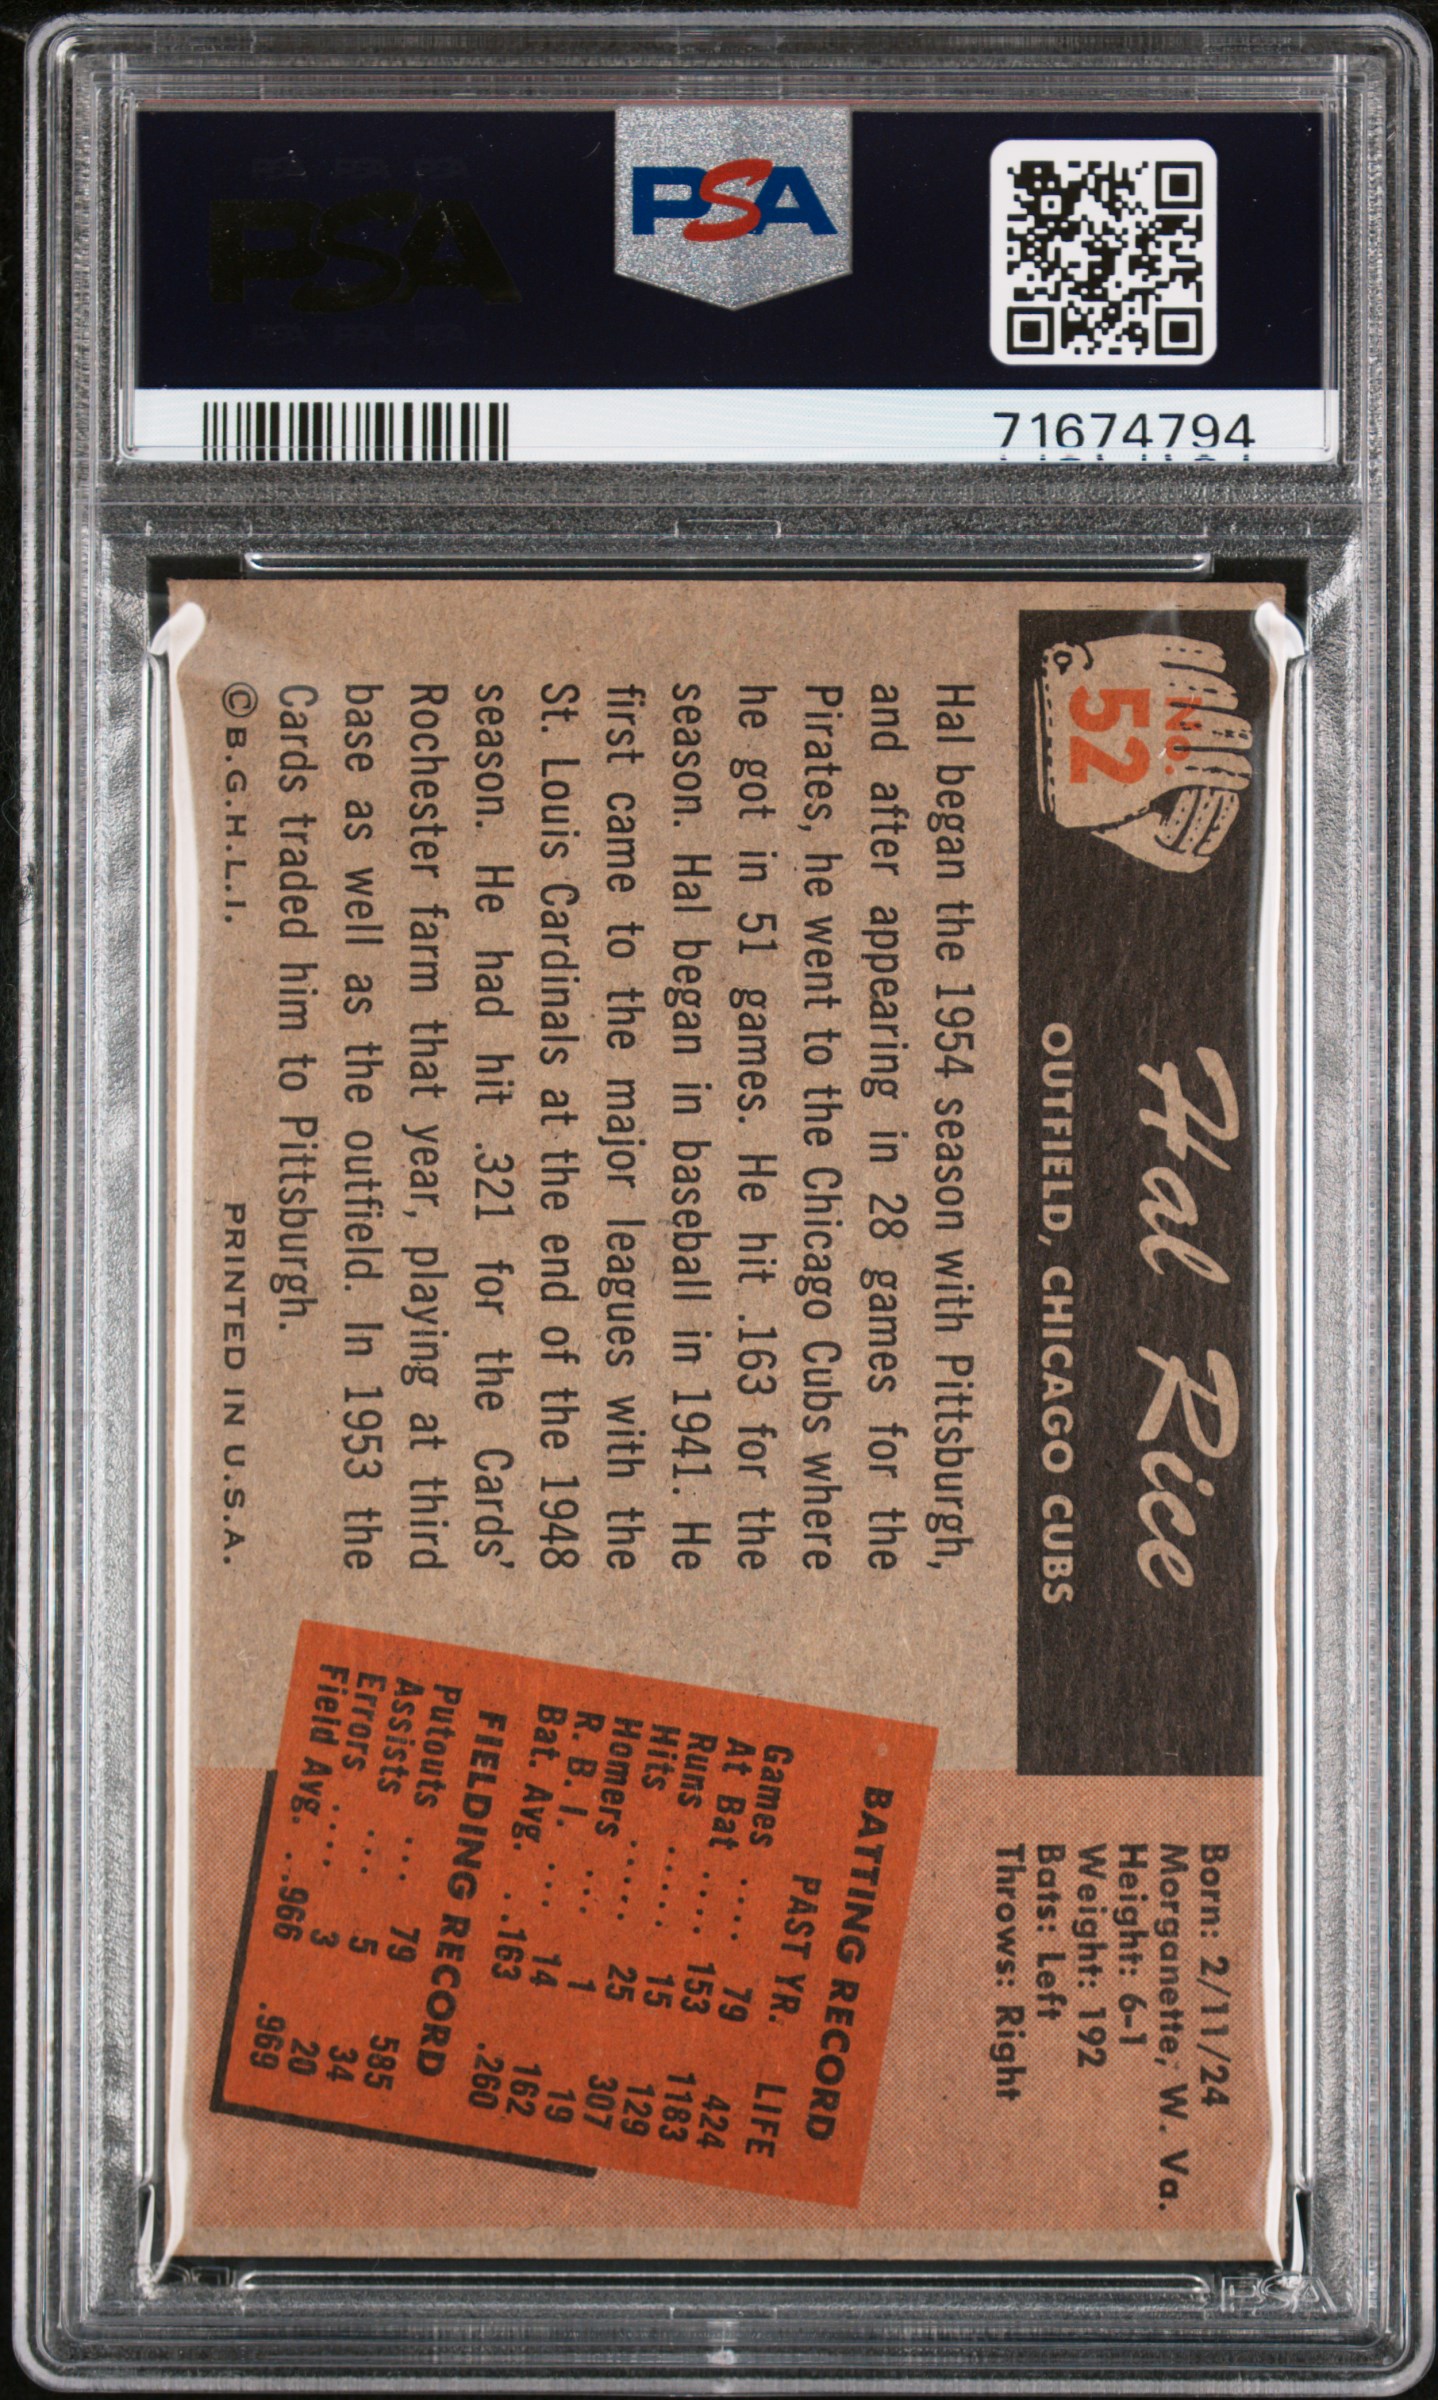 PSA
PSA
71674794
No.
52
Hal Rice
OUTFIELD, CHICAGO CUBS
Born: 2/11/24
Morganette, W. Va.
Height: 6-1
Weight: 192
Bats: Left
Throws: Right
Hal began the 1954 season with Pittsburgh,
and after appearing in 28 games for the
Pirates, he went to the Chicago Cubs where
he got in 51 games. He hit .163 for the
season. Hal began in baseball in 1941. He
first came to the major leagues with the
St. Louis Cardinals at the end of the 1948
season. He had hit .321 for the Cards'
Rochester farm that year, playing at third
base as well as the outfield. In 1953 the
Cards traded him to Pittsburgh.
© B.G.H.L.I. PRINTED IN U.S.A.
BATTING RECORD
PAST YR. LIFE
Games .... 79 424
At Bat .... 153 1183
Runs ..... 15 129
Hits ..... 25 307
Homers ... 1 19
R. B. I. ... 14 162
Bat. Avg. ..163 .260
FIELDING RECORD
Putouts ... 79 585
Assists ... 5 34
Errors .... 3 20
Field Avg. ..966 .969
PSA